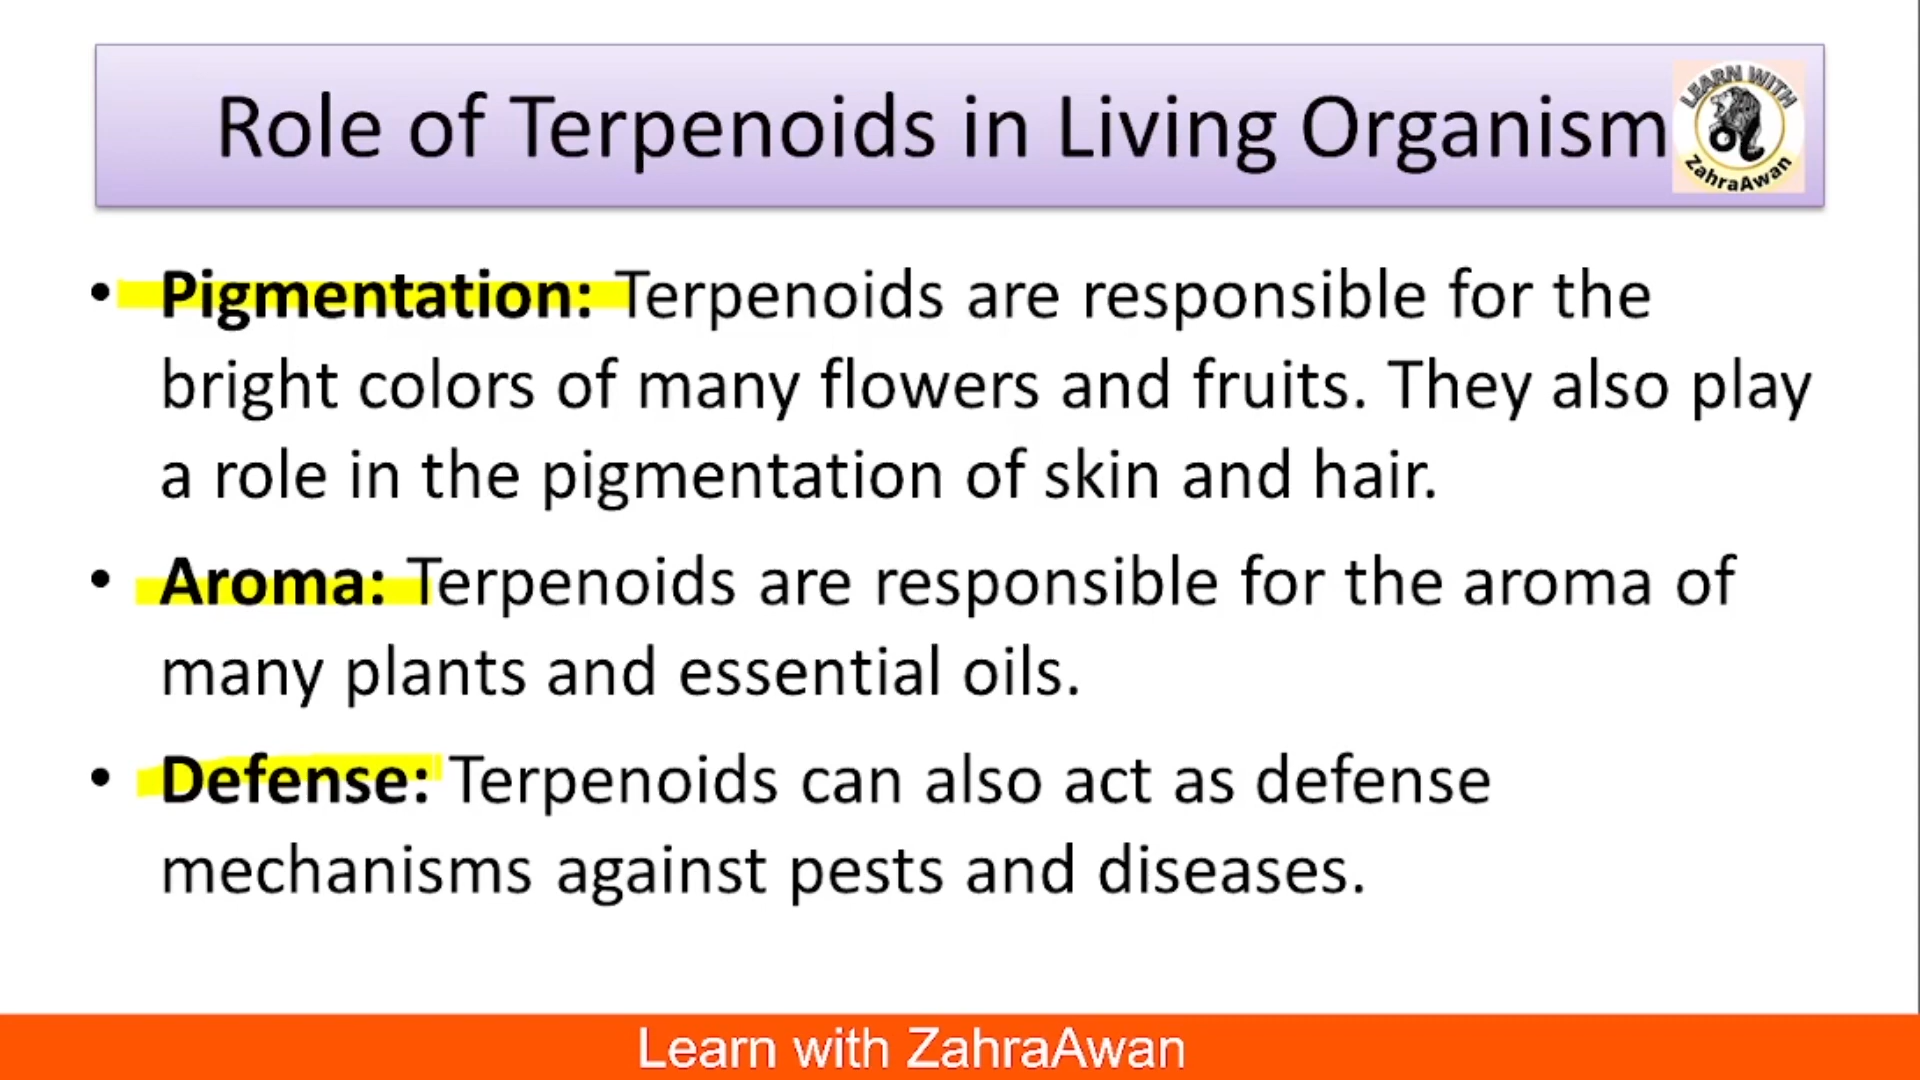 Role of Terpenoids in Living Organism
LEARN WITH
ZahraAwan
• Pigmentation: Terpenoids are responsible for the
bright colors of many flowers and fruits. They also play
a role in the pigmentation of skin and hair.
• Aroma: Terpenoids are responsible for the aroma of
many plants and essential oils.
• Defense: Terpenoids can also act as defense
mechanisms against pests and diseases.
Learn with ZahraAwan